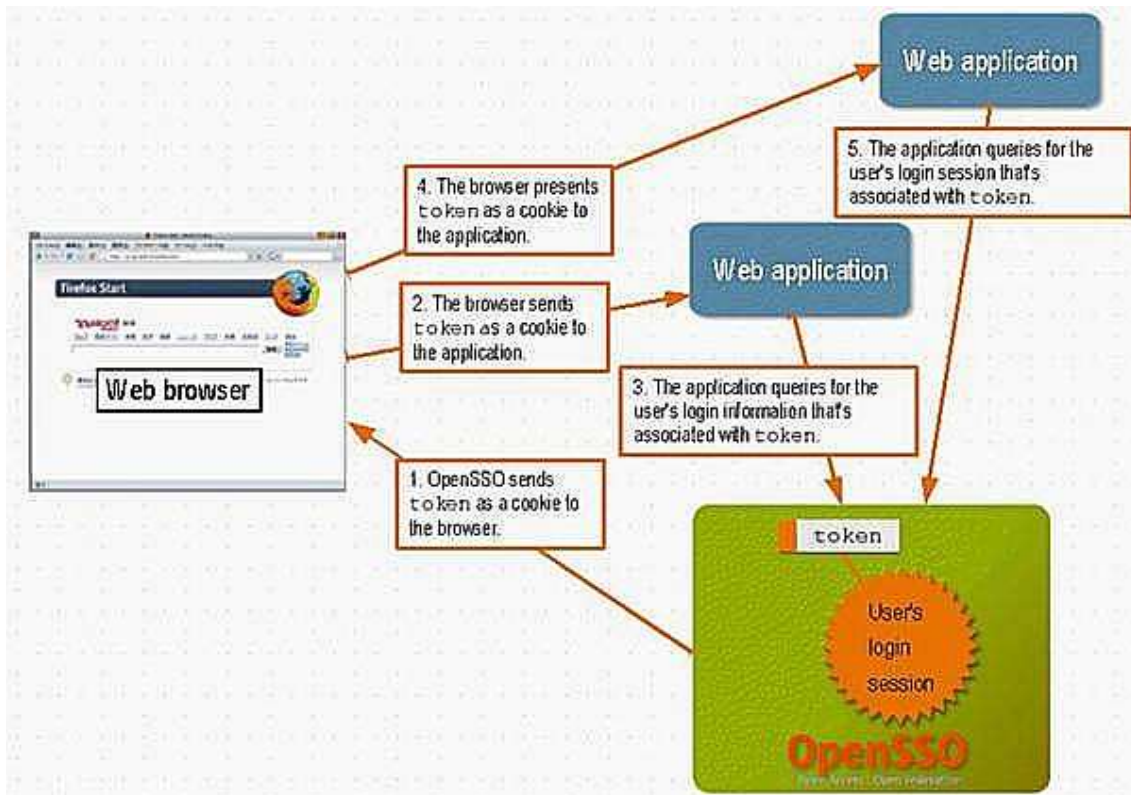 Web application
5. The application queries for the
user's login session that's
associated with token.
4. The browser presents
token as a cookie to
the application.
Web application
Firefox Start
Yahoo!
2. The browser sends
token as a cookie to
the application.
Web browser
3. The application queries for the
user's login information that's
associated with token.
1. OpenSSO sends
token as a cookie to
the browser.
token
User's
login
session
OpenSSO